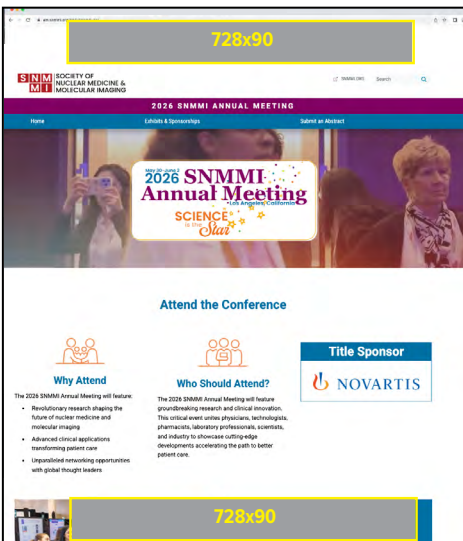 728x90
SNMMI
SOCIETY OF
NUCLEAR MEDICINE &
MOLECULAR IMAGING
SNMMI.ORG
Search
2026 SNMMI ANNUAL MEETING
Home
Exhibits & Sponsorships
Submit an Abstract
May 30-June 2
2026 SNMMI
Annual Meeting
•Los Angeles, California
SCIENCE
is the
Star
Attend the Conference
Why Attend
The 2026 SNMMI Annual Meeting will feature:
• Revolutionary research shaping the
future of nuclear medicine and
molecular imaging
• Advanced clinical applications
transforming patient care
• Unparalleled networking opportunities
with global thought leaders
Who Should Attend?
The 2026 SNMMI Annual Meeting will feature
groundbreaking research and clinical innovation.
This critical event unites physicians, technologists,
pharmacists, laboratory professionals, scientists,
and industry to showcase cutting-edge
developments accelerating the path to better
patient care.
Title Sponsor
NOVARTIS
728x90